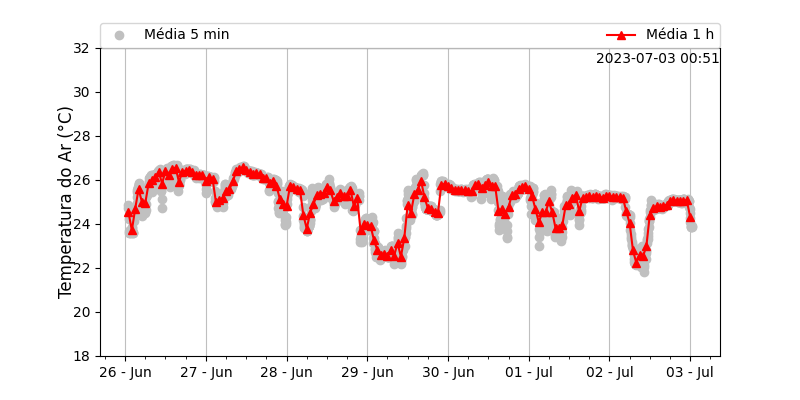 Média 5 min
Média 1 h
2023-07-03 00:51
Temperatura do Ar (°C)
32
30
28
26
24
22
20
18
26 - Jun
27 - Jun
28 - Jun
29 - Jun
30 - Jun
01 - Jul
02 - Jul
03 - Jul